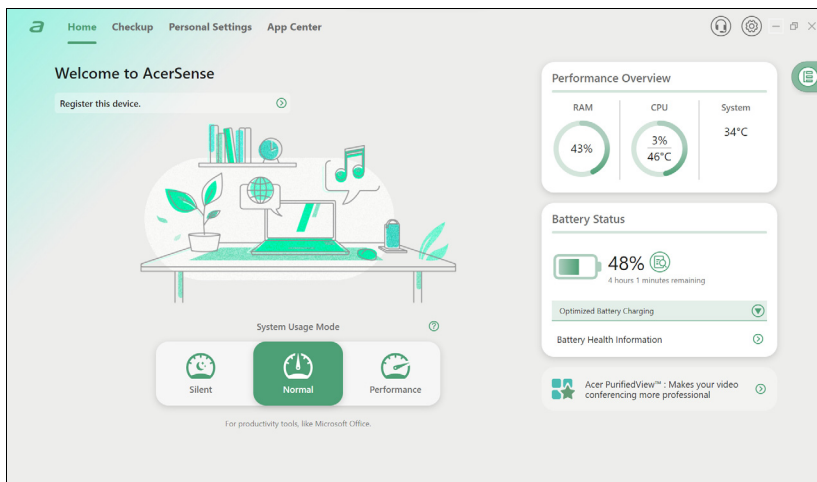 a Home Checkup Personal Settings App Center
Welcome to AcerSense
Register this device.
System Usage Mode
Silent Normal Performance
For productivity tools, like Microsoft Office.
Performance Overview
RAM CPU System
43% 3% 34°C
46°C
Battery Status
48%
4 hours 1 minutes remaining
Optimized Battery Charging
Battery Health Information
Acer PurifiedView™ : Makes your video
conferencing more professional